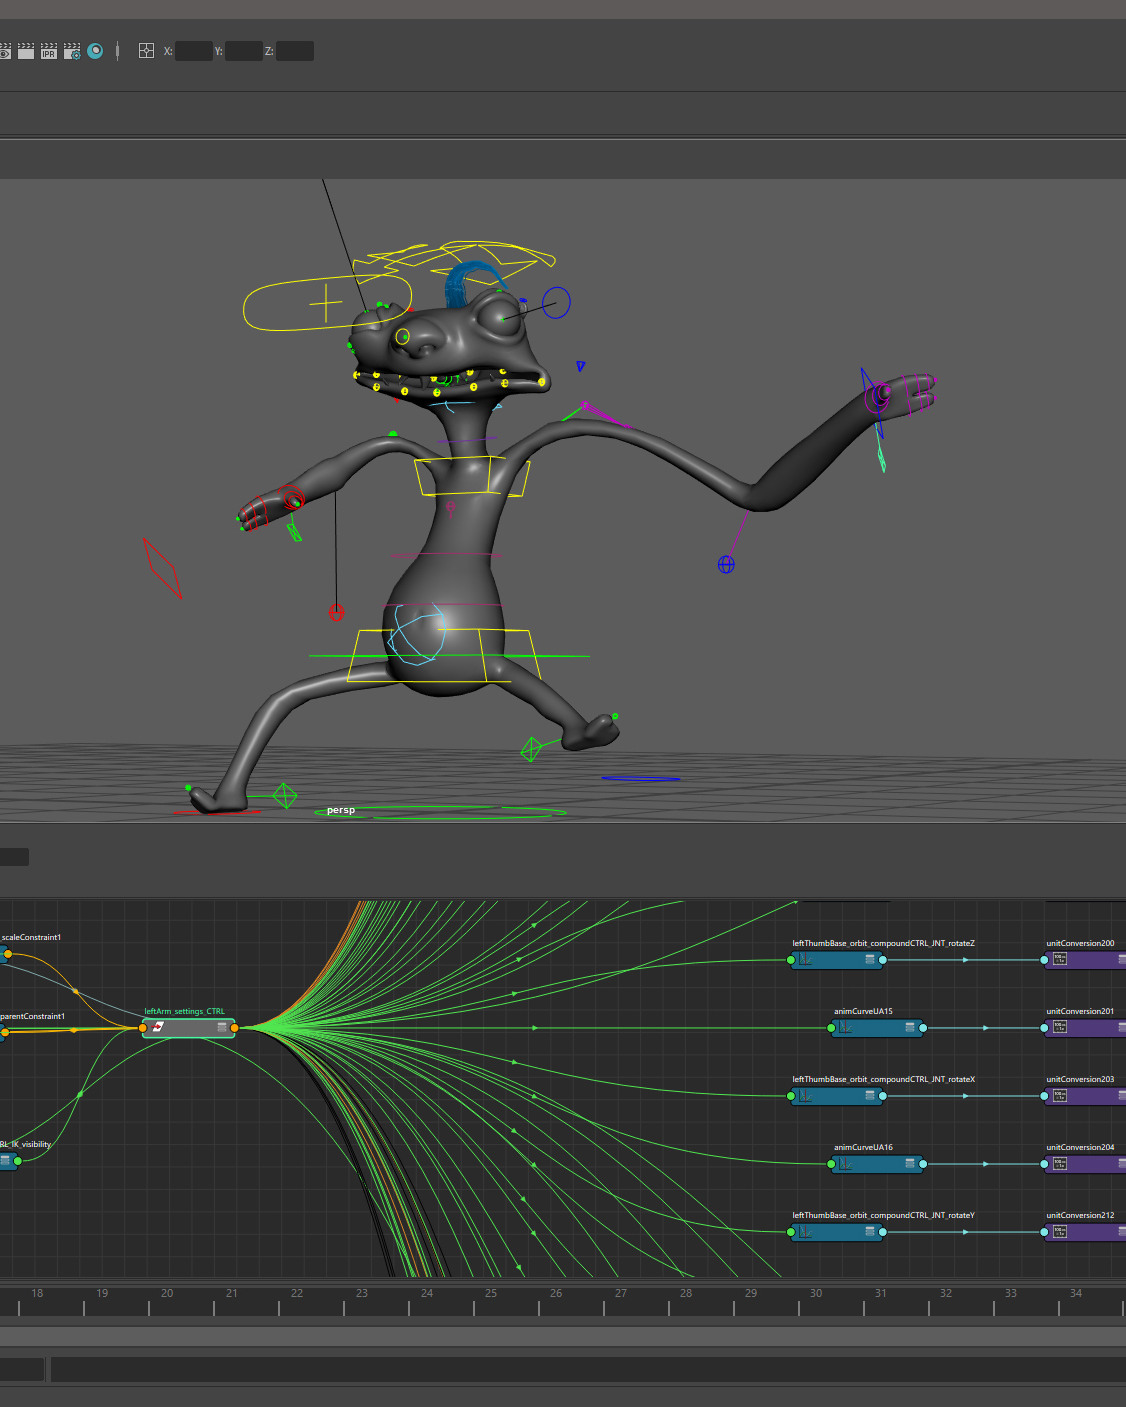 IPR X: Y: Z:
persp
_scaleConstraint1
leftThumbBase_orbit_compoundCTRL_JNT_rotateZ
unitConversion200
parentConstraint1
leftArm_settings_CTRL
animCurveUA15
unitConversion201
leftThumbBase_orbit_compoundCTRL_JNT_rotateX
unitConversion203
RL_IK_visibility
animCurveUA16
unitConversion204
leftThumbBase_orbit_compoundCTRL_JNT_rotateY
unitConversion212
18 19 20 21 22 23 24 25 26 27 28 29 30 31 32 33 34